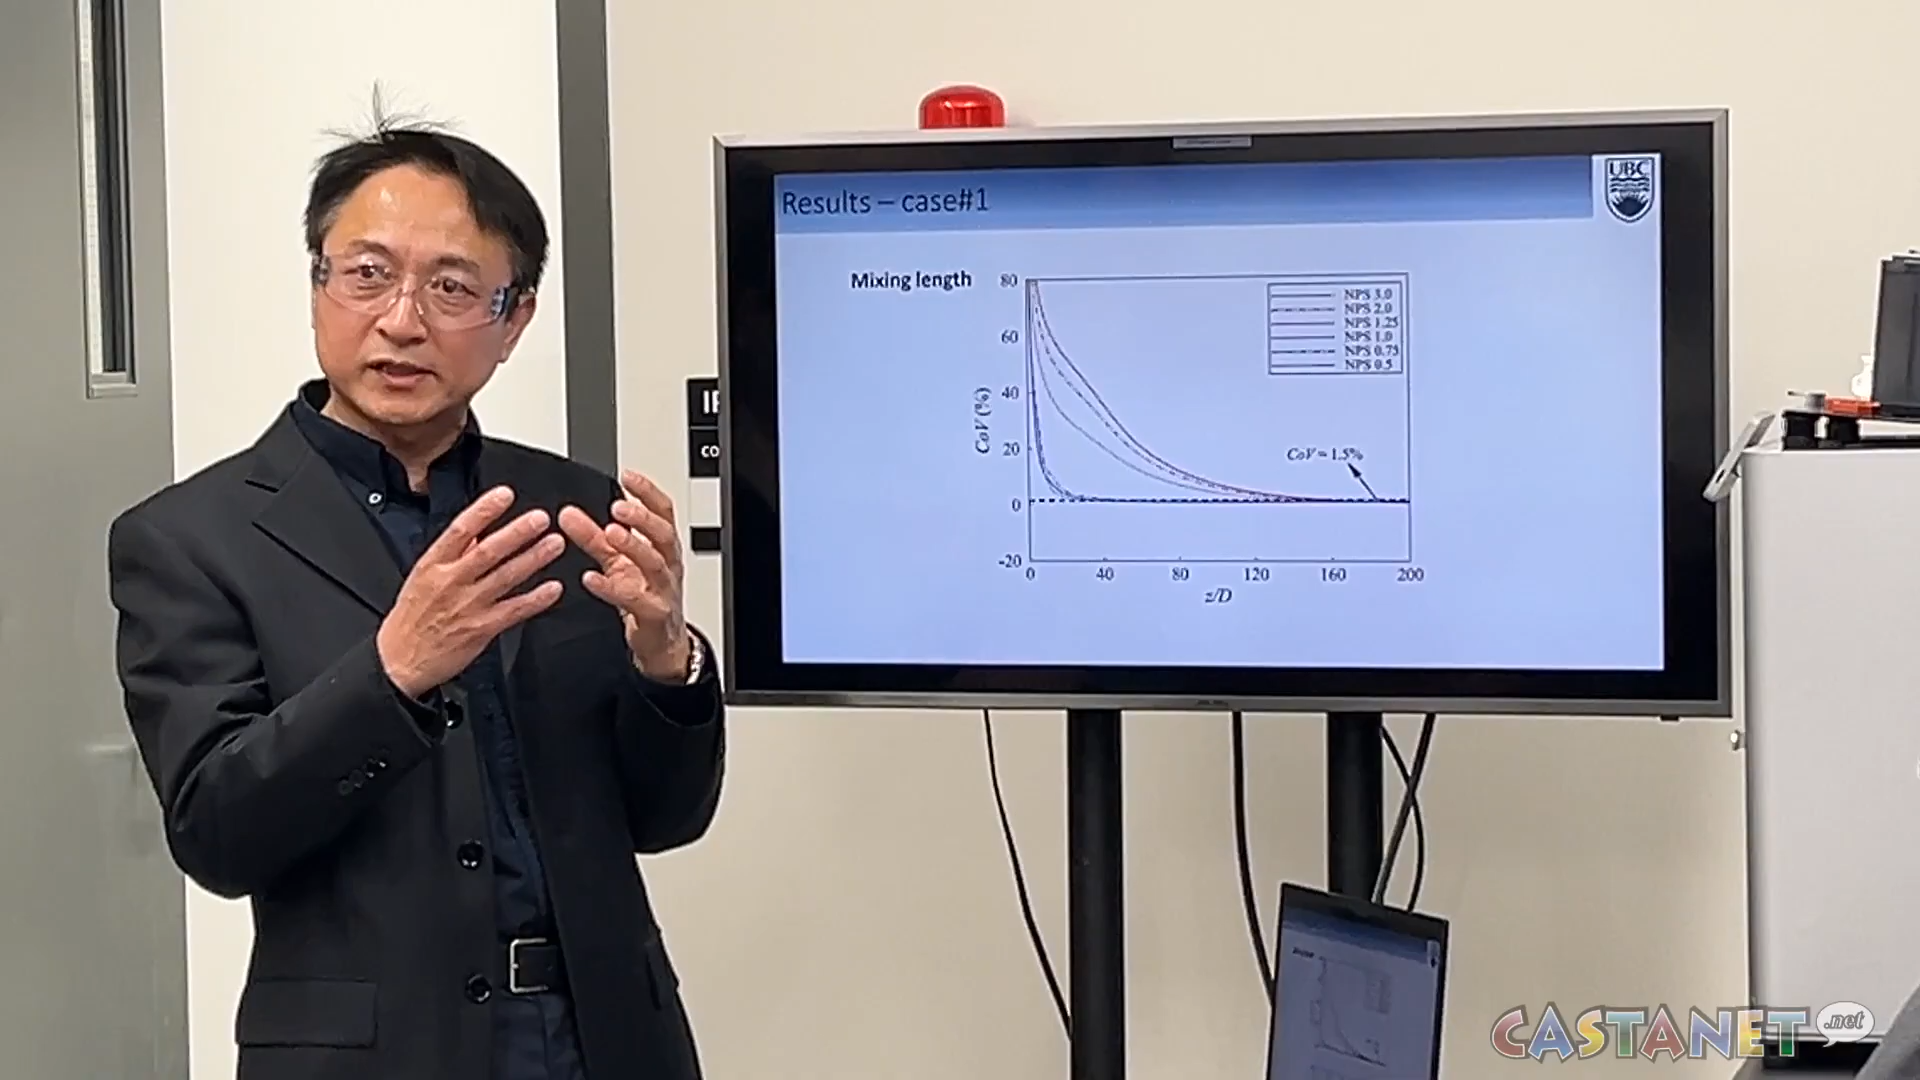 Results – case#1
UBC
Mixing length
80
60
40
20
0
-20
CoV (%)
NPS 3.0
NPS 2.0
NPS 1.25
NPS 1.0
NPS 0.75
NPS 0.5
CoV = 1.5%
0 40 80 120 160 200
z/D
CASTANET.net